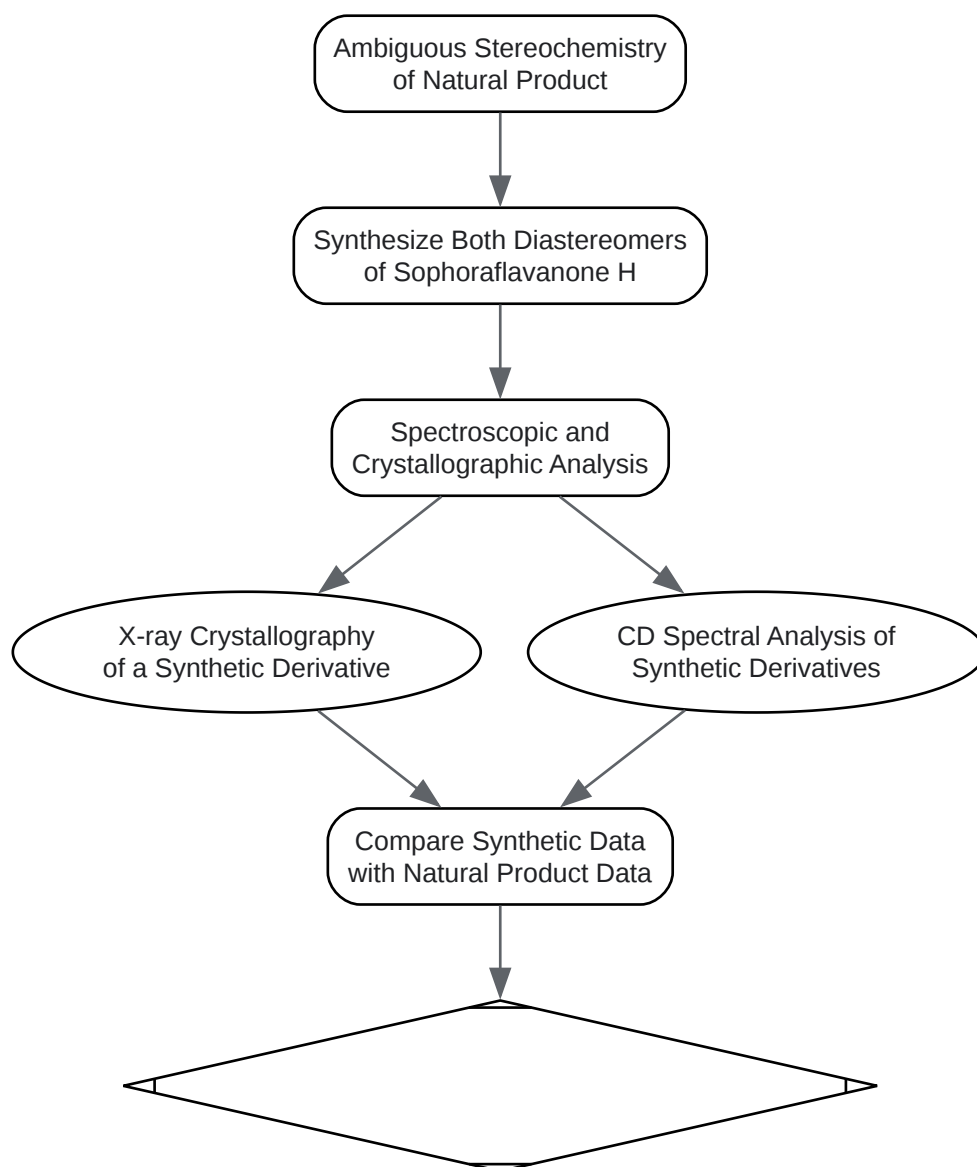 Ambiguous Stereochemistry
of Natural Product
Synthesize Both Diastereomers
of Sophoraflavanone H
Spectroscopic and
Crystallographic Analysis
X-ray Crystallography
of a Synthetic Derivative
CD Spectral Analysis of
Synthetic Derivatives
Compare Synthetic Data
with Natural Product Data